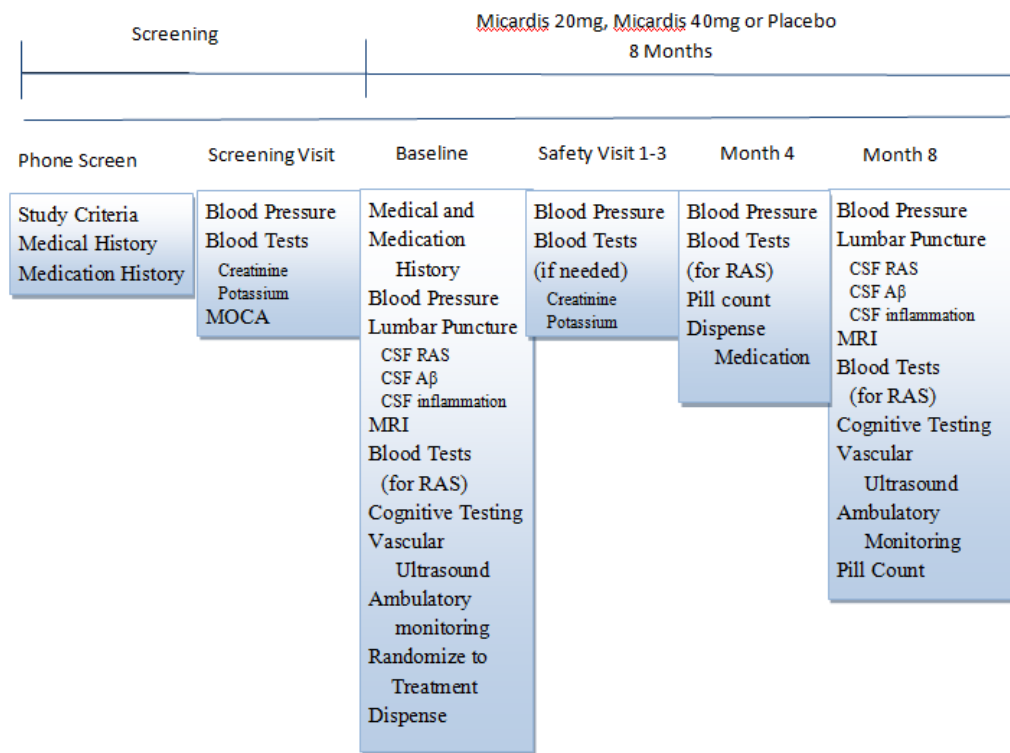 Screening
Micardis 20mg, Micardis 40mg or Placebo
8 Months
Phone Screen
Study Criteria
Medical History
Medication History
Screening Visit
Blood Pressure
Blood Tests
Creatinine
Potassium
MOCA
Baseline
Medical and
Medication
History
Blood Pressure
Lumbar Puncture
CSF RAS
CSF Aβ
CSF inflammation
MRI
Blood Tests
(for RAS)
Cognitive Testing
Vascular
Ultrasound
Ambulatory
monitoring
Randomize to
Treatment
Dispense
Safety Visit 1-3
Blood Pressure
Blood Tests
(if needed)
Creatinine
Potassium
Month 4
Blood Pressure
Blood Tests
(for RAS)
Pill count
Dispense
Medication
Month 8
Blood Pressure
Lumbar Puncture
CSF RAS
CSF Aβ
CSF inflammation
MRI
Blood Tests
(for RAS)
Cognitive Testing
Vascular
Ultrasound
Ambulatory
Monitoring
Pill Count